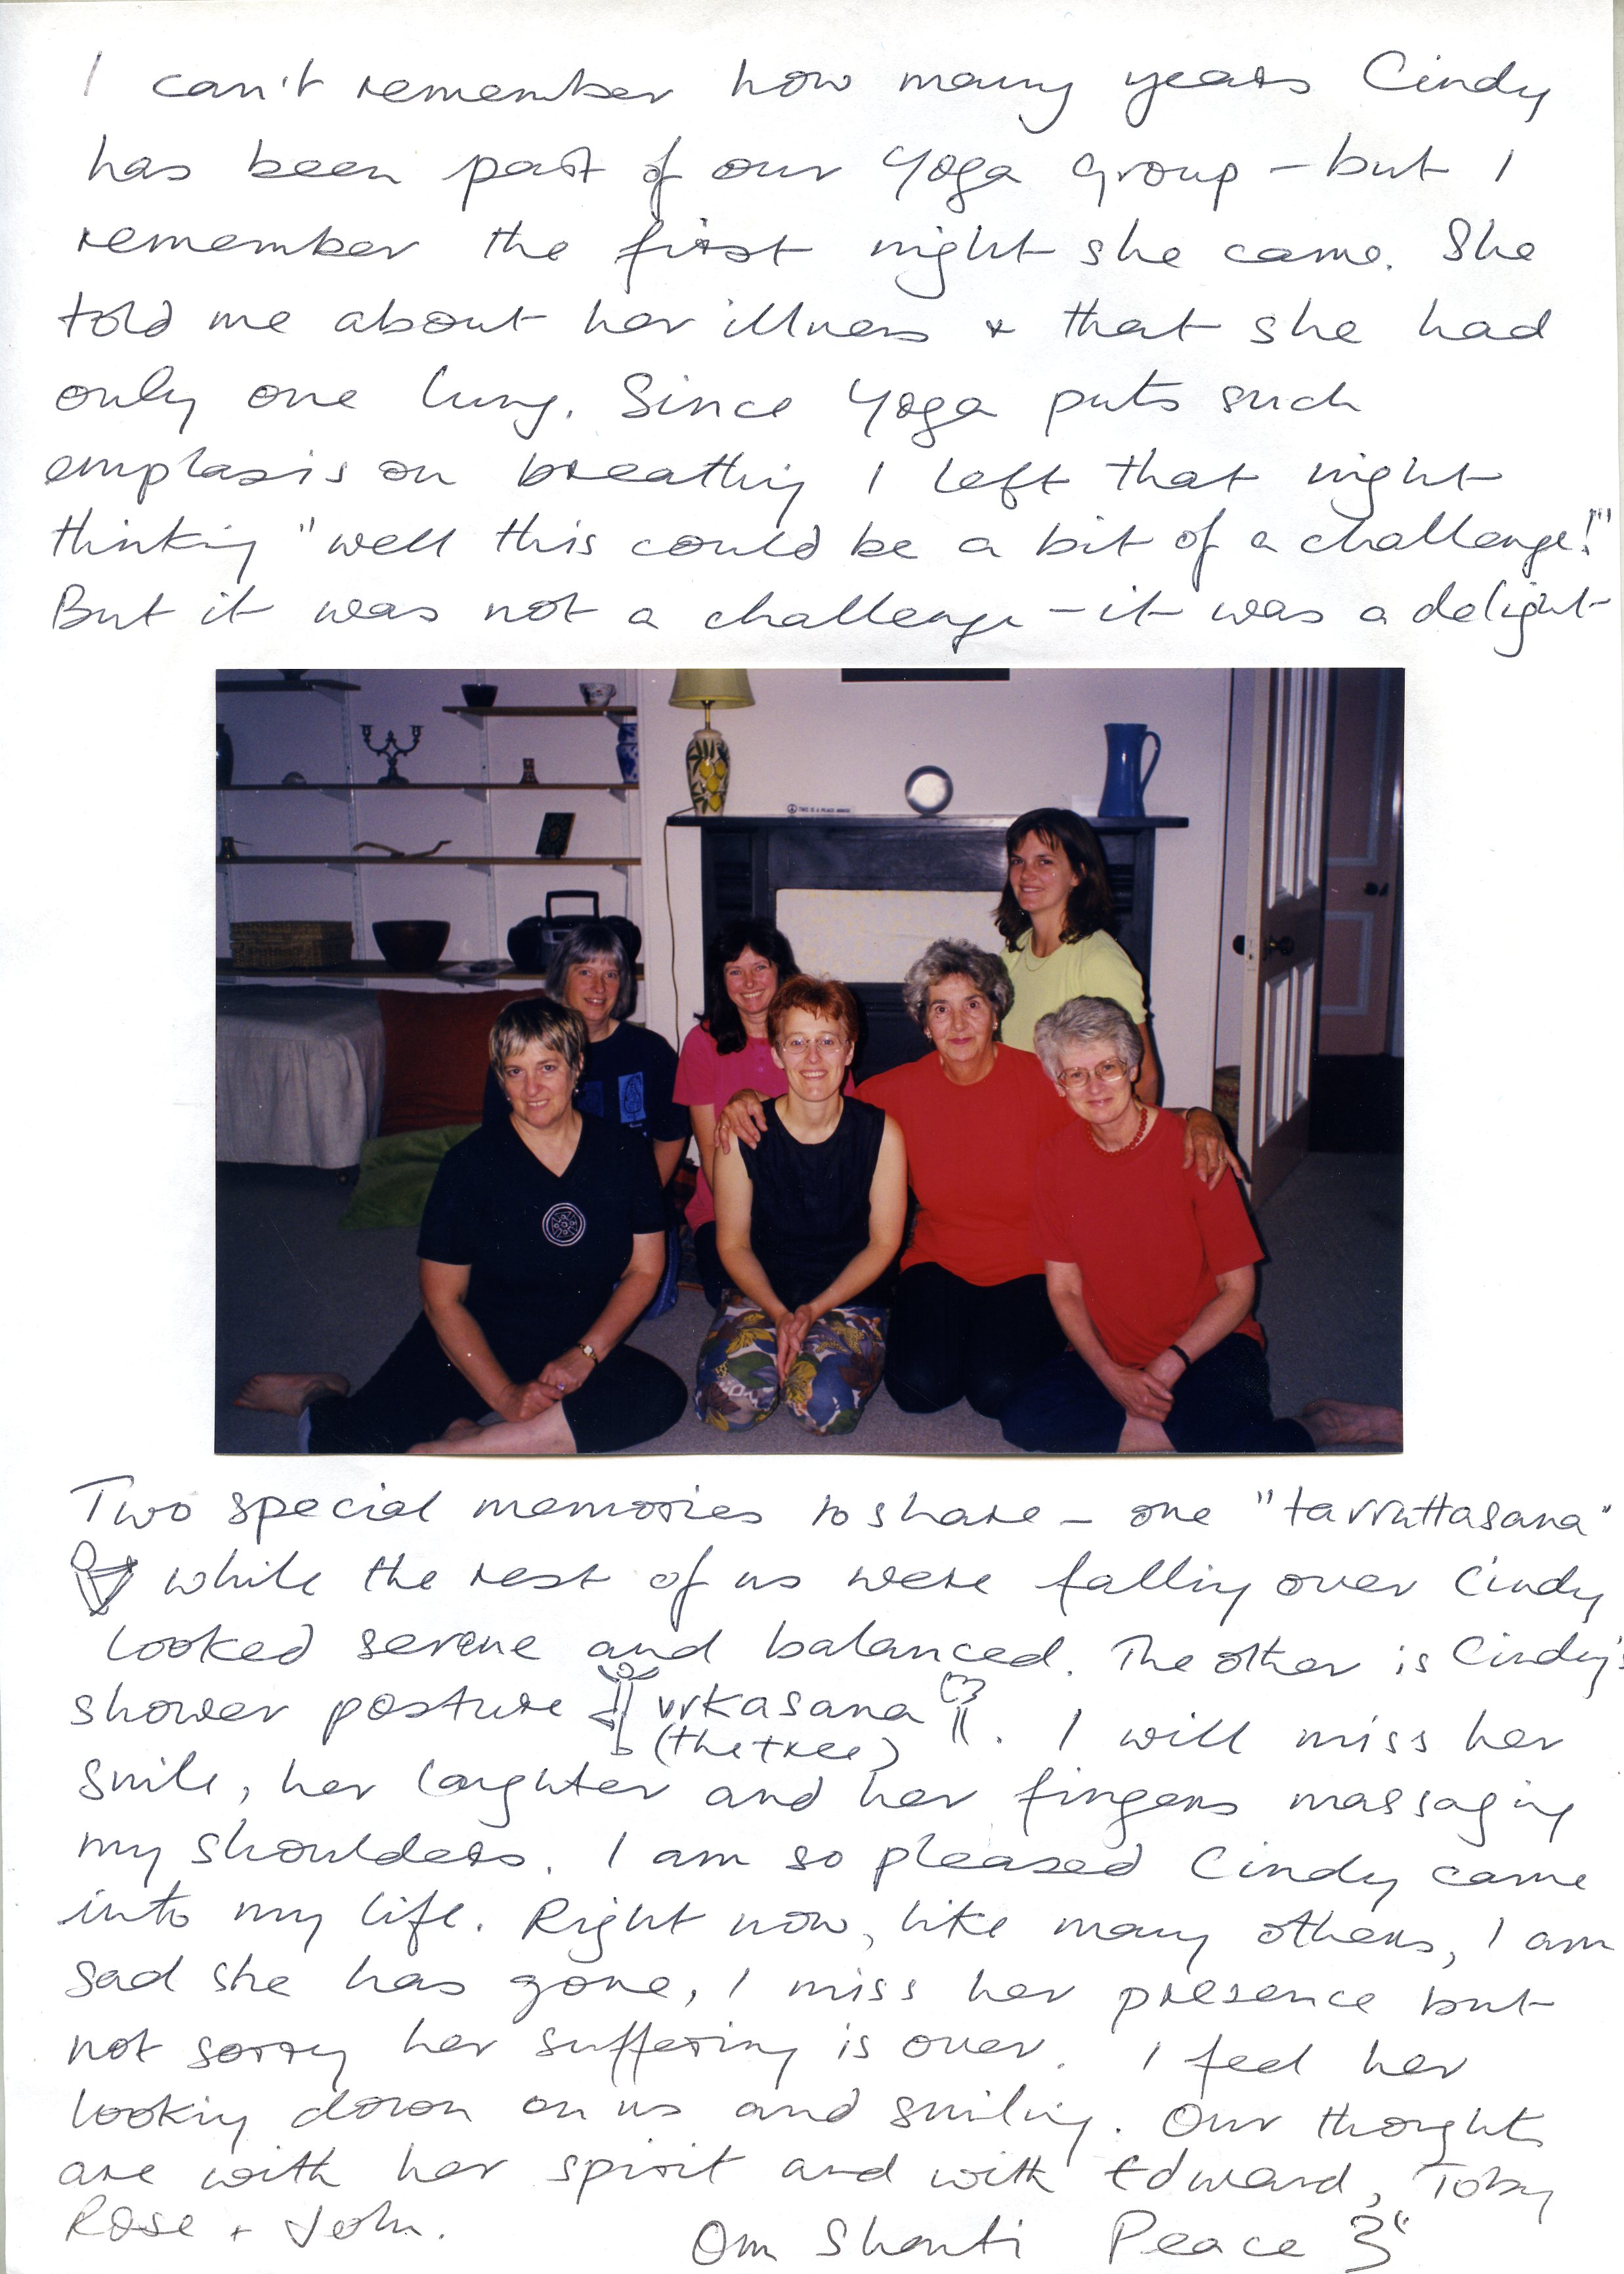 I can't remember how many years Cindy
has been part of our Yoga Group – but I
remember the first night she came. She
told me about her illness + that she had
only one lung. Since Yoga puts such
emphasis on breathing I left that night
thinking "well this could be a bit of a challenge!"
But it was not a challenge – it was a delight
THIS IS A PEACE
Two special memories to share – one "tarruttasana"
while the rest of us were falling over Cindy
looked serene and balanced. The other is Cindy's
shower posture vrkasana.
(the tree)
I will miss her
smile, her laughter and her fingers massaging
my shoulders. I am so pleased Cindy came
into my life. Right now, like many others, I am
sad she has gone, I miss her presence but
not sorry her suffering is over. I feel her
looking down on us and smiling. Our thoughts
are with her spirit and with Edward, Toby
Rose + John.
Om Shanti Peace